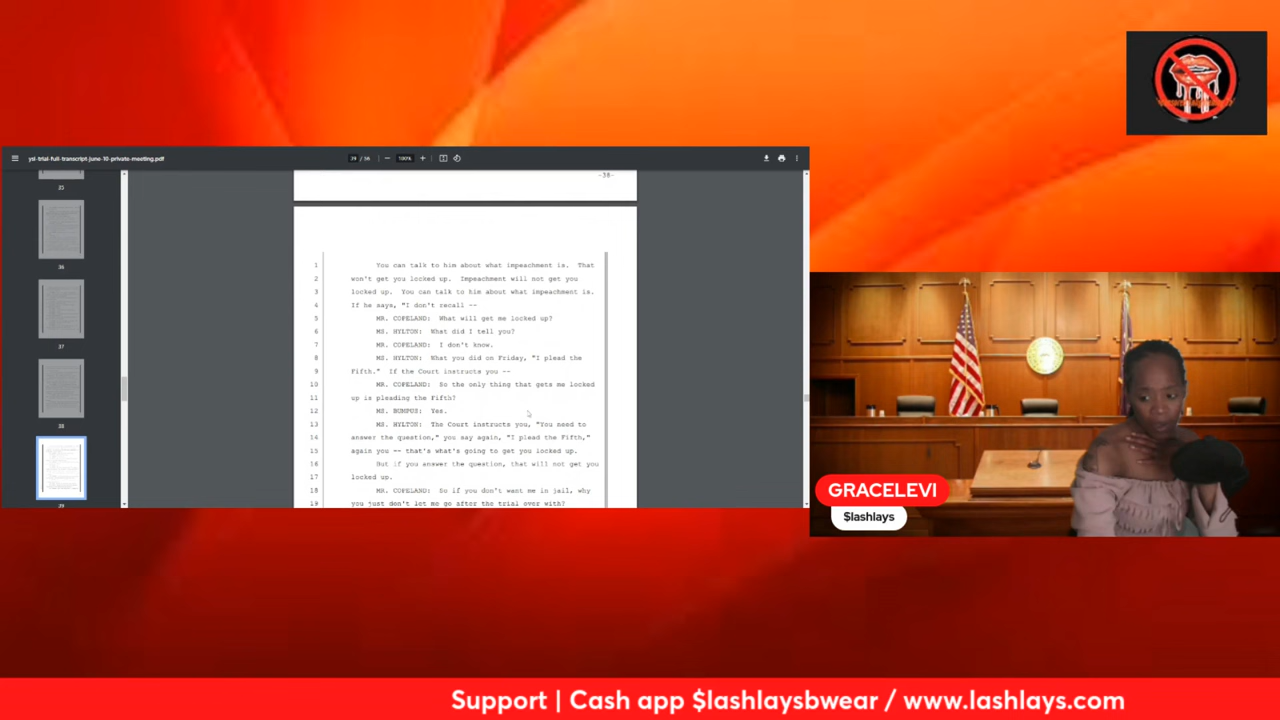 ysl-trial-full-transcript-june-10-private-meeting.pdf
39 / 56
100%
35
36
37
38
39
-38-
1 You can talk to him about what impeachment is. That
2 won't get you locked up. Impeachment will not get you
3 locked up. You can talk to him about what impeachment is.
4 If he says, "I don't recall --
5 MR. COPELAND: What will get me locked up?
6 MS. HYLTON: What did I tell you?
7 MR. COPELAND: I don't know.
8 MS. HYLTON: What you did on Friday, "I plead the
9 Fifth." If the Court instructs you --
10 MR. COPELAND: So the only thing that gets me locked
11 up is pleading the Fifth?
12 MS. BUMPUS: Yes.
13 MS. HYLTON: The Court instructs you, "You need to
14 answer the question," you say again, "I plead the Fifth,"
15 again you -- that's what's going to get you locked up.
16 But if you answer the question, that will not get you
17 locked up.
18 MR. COPELAND: So if you don't want me in jail, why
19 you just don't let me go after the trial over with?
GRACELEVI
$lashlays
Support | Cash app $lashlaysbwear / www.lashlays.com